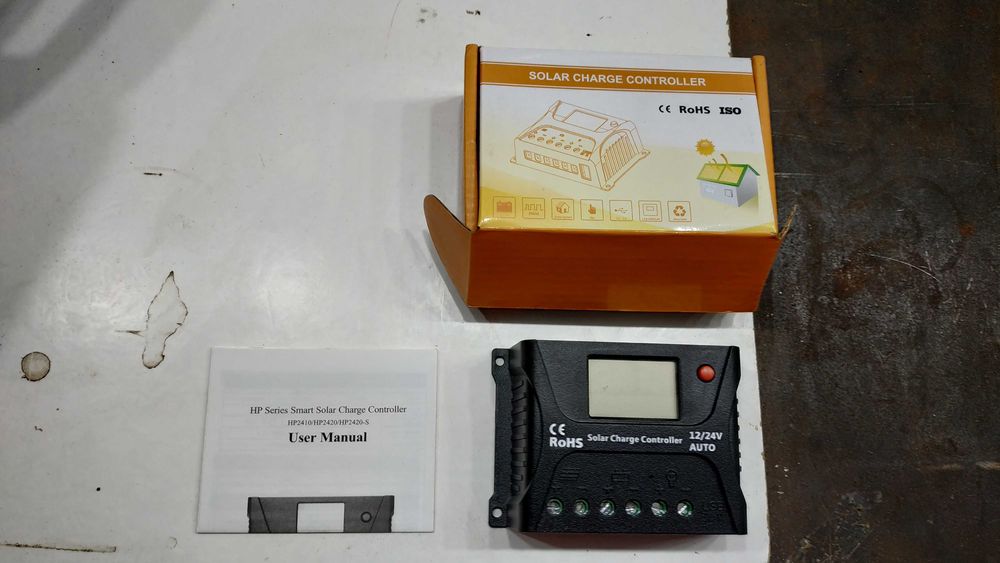 SOLAR CHARGE CONTROLLER
CE RoHS ISO
HP Series Smart Solar Charge Controller
HP2410/HP2420/HP2420-S
User Manual
CE
RoHS
Solar Charge Controller
12/24V
AUTO